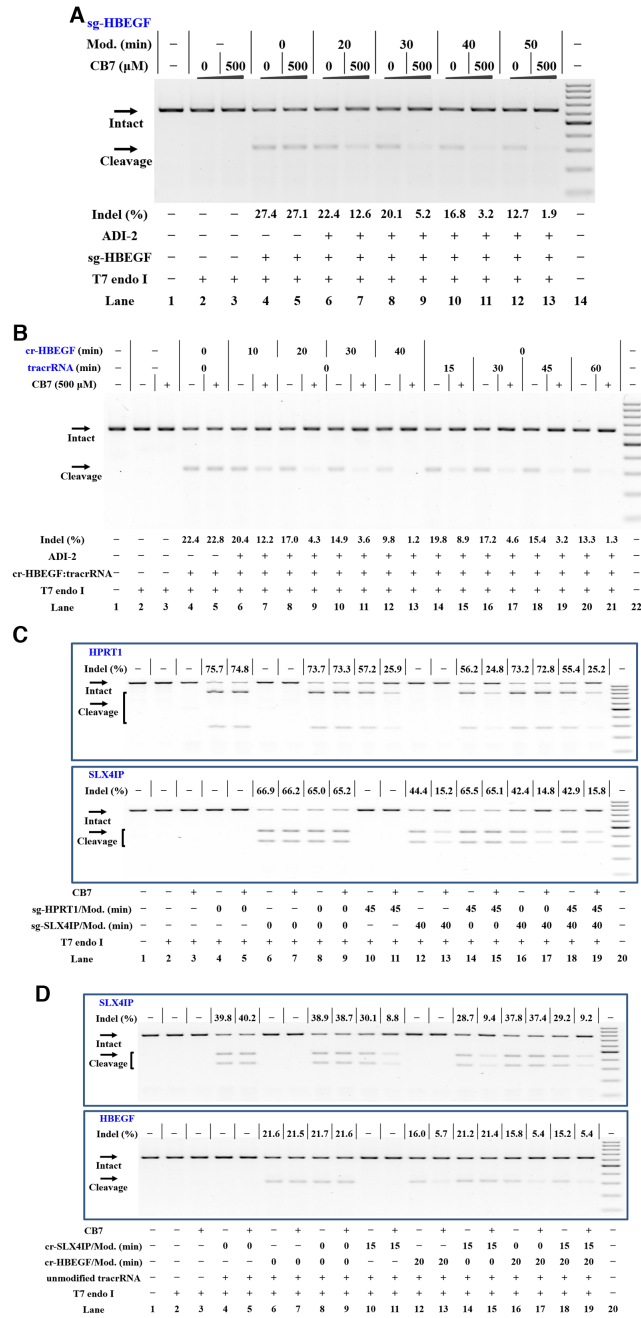 A
sg-HBEGF
Mod. (min) – – 0 20 30 40 50 –
CB7 (μM) – 0 500 0 500 0 500 0 500 0 500 0 500 –
Intact
Cleavage
Indel (%) – – – 27.4 27.1 22.4 12.6 20.1 5.2 16.8 3.2 12.7 1.9 –
ADI-2 – – – – – + + + + + + + + –
sg-HBEGF – – – + + + + + + + + + + –
T7 endo I – + + + + + + + + + + + + –
Lane 1 2 3 4 5 6 7 8 9 10 11 12 13 14
B
cr-HBEGF (min) – – 0 10 20 30 40 0 –
tracrRNA (min) – – 0 0 15 30 45 60 –
CB7 (500 μM) – – + – + – + – + – + – + – + – + – + – + –
Intact
Cleavage
Indel (%) – – – 22.4 22.8 20.4 12.2 17.0 4.3 14.9 3.6 9.8 1.2 19.8 8.9 17.2 4.6 15.4 3.2 13.3 1.3 –
ADI-2 – – – – – + + + + + + + + + + + + + + + + –
cr-HBEGF:tracrRNA – – – + + + + + + + + + + + + + + + + + + –
T7 endo I – + + + + + + + + + + + + + + + + + + + + –
Lane 1 2 3 4 5 6 7 8 9 10 11 12 13 14 15 16 17 18 19 20 21 22
C
HPRT1
Indel (%) – – – 75.7 74.8 – – 73.7 73.3 57.2 25.9 – – 56.2 24.8 73.2 72.8 55.4 25.2 –
Intact
Cleavage
SLX4IP
Indel (%) – – – – – 66.9 66.2 65.0 65.2 – – 44.4 15.2 65.5 65.1 42.4 14.8 42.9 15.8 –
Intact
Cleavage
CB7 – – + – + – + – + – + – + – + – + – + –
sg-HPRT1/Mod. (min) – – – 0 0 – – 0 0 45 45 – – 45 45 0 0 45 45 –
sg-SLX4IP/Mod. (min) – – – – – 0 0 0 0 – – 40 40 0 0 40 40 40 40 –
T7 endo I – + + + + + + + + + + + + + + + + + + –
Lane 1 2 3 4 5 6 7 8 9 10 11 12 13 14 15 16 17 18 19 20
D
SLX4IP
Indel (%) – – – 39.8 40.2 – – 38.9 38.7 30.1 8.8 – – 28.7 9.4 37.8 37.4 29.2 9.2 –
Intact
Cleavage
HBEGF
Indel (%) – – – – – 21.6 21.5 21.7 21.6 – – 16.0 5.7 21.2 21.4 15.8 5.4 15.2 5.4 –
Intact
Cleavage
CB7 – – + – + – + – + – + – + – + – + – + –
cr-SLX4IP/Mod. (min) – – – 0 0 – – 0 0 15 15 – – 15 15 0 0 15 15 –
cr-HBEGF/Mod. (min) – – – – – 0 0 0 0 – – 20 20 0 0 20 20 20 20 –
unmodified tracrRNA – – – + + + + + + + + + + + + + + + + –
T7 endo I – + + + + + + + + + + + + + + + + + + –
Lane 1 2 3 4 5 6 7 8 9 10 11 12 13 14 15 16 17 18 19 20